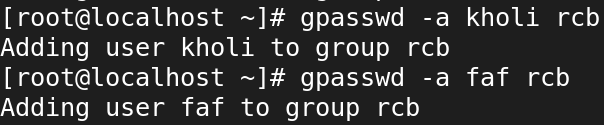 [root@localhost ~]# gpasswd -a kholi rcb
Adding user kholi to group rcb
[root@localhost ~]# gpasswd -a faf rcb
Adding user faf to group rcb